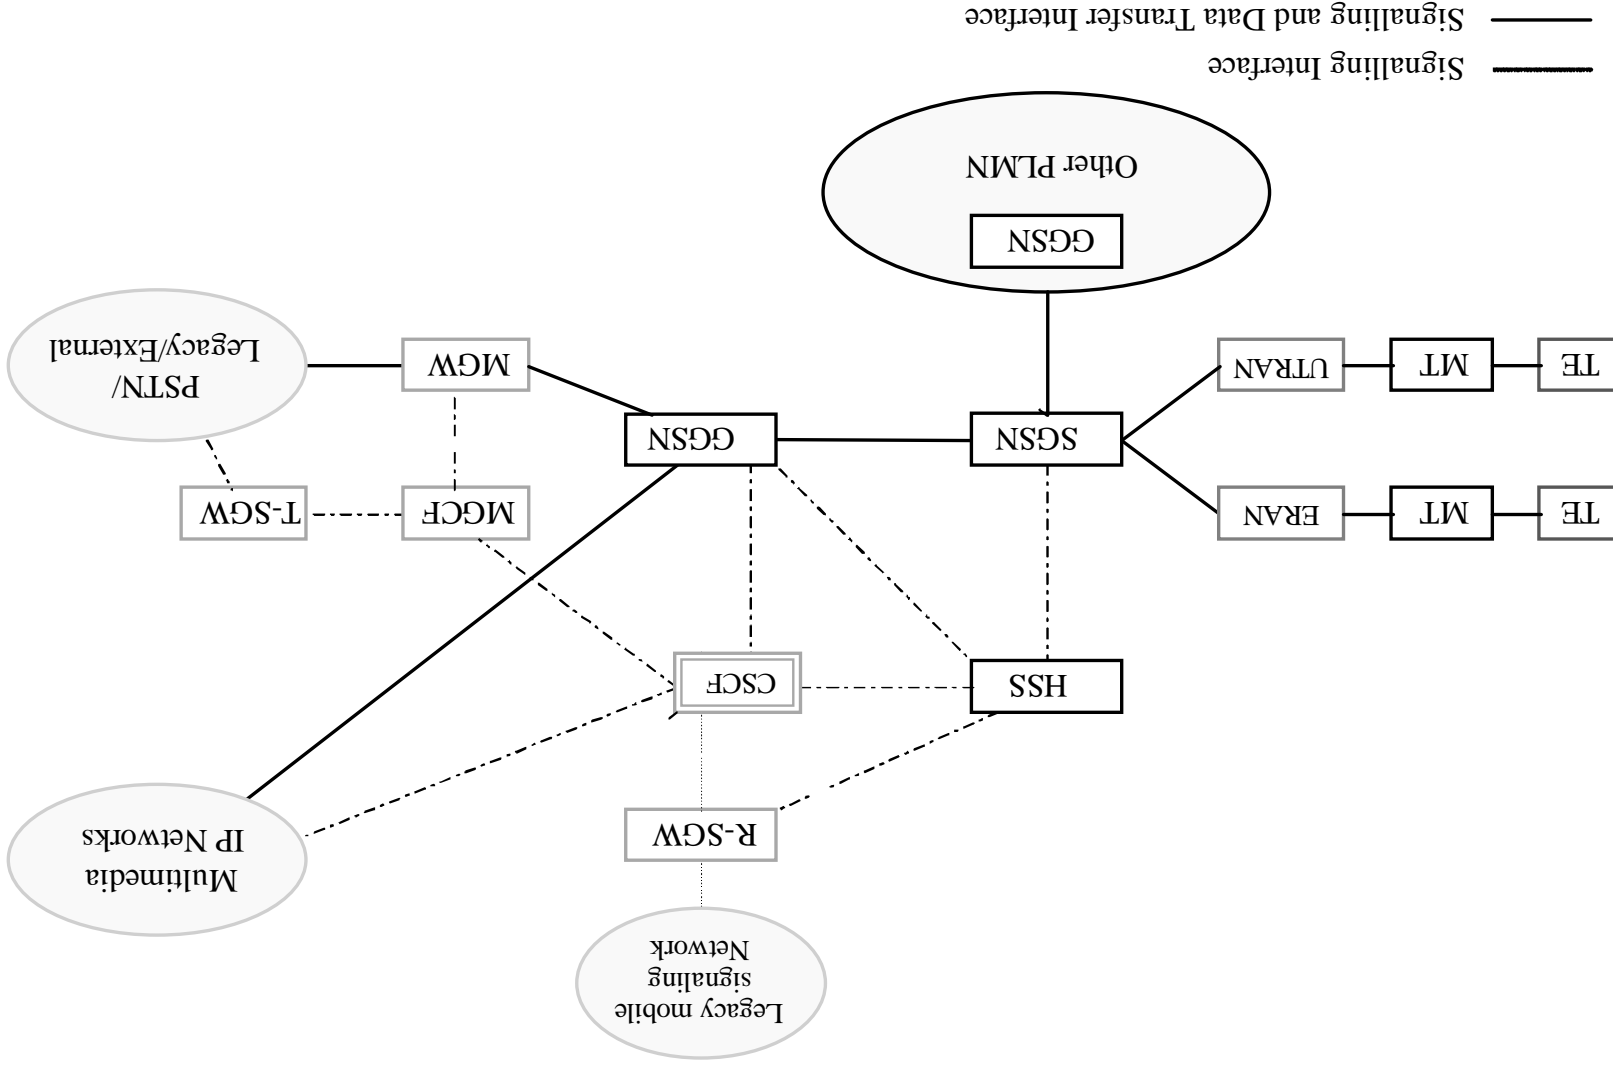 Legacy mobile
signaling
Network
Multimedia
IP Networks
R-SGW
HSS
CSCF
TE
MT
ERAN
MGCF
T-SGW
SGSN
GGSN
TE
MT
UTRAN
MGW
PSTN/
Legacy/External
GGSN
Other PLMN
Signalling Interface
Signalling and Data Transfer Interface